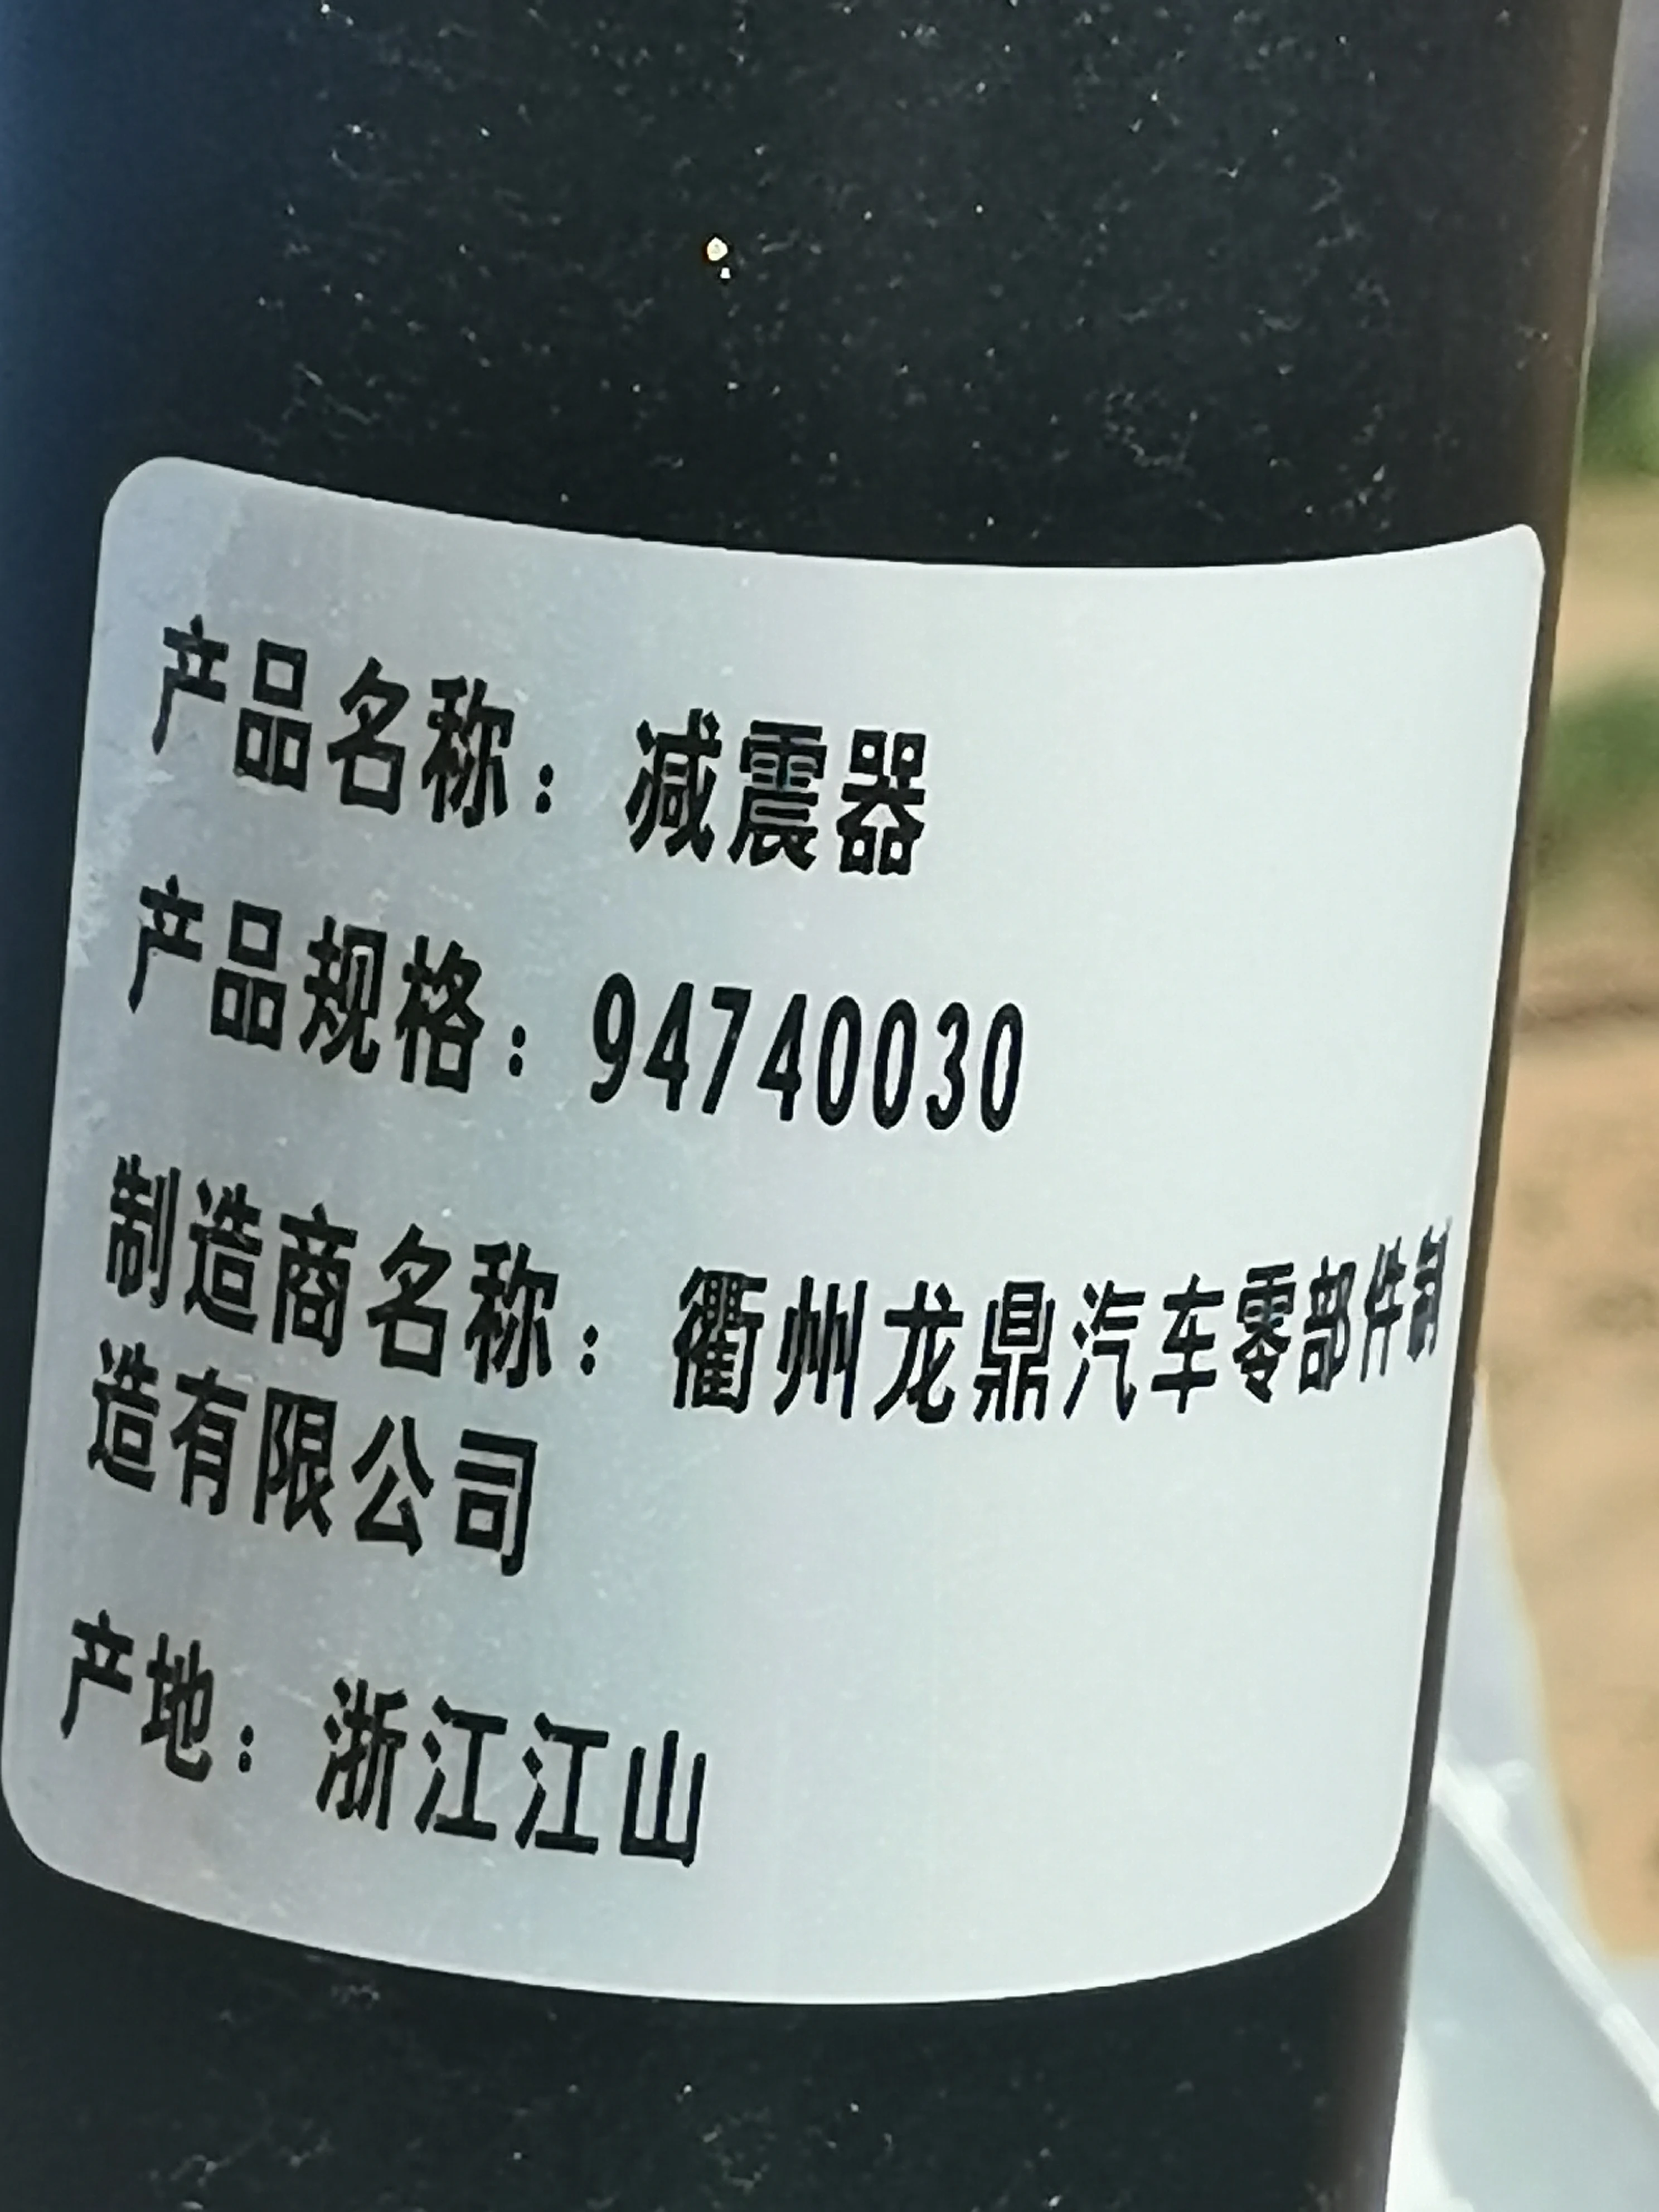 产品名称：减震器
产品规格：94740030
制造商名称：衢州龙鼎汽车零部件制
造有限公司
产地：浙江江山